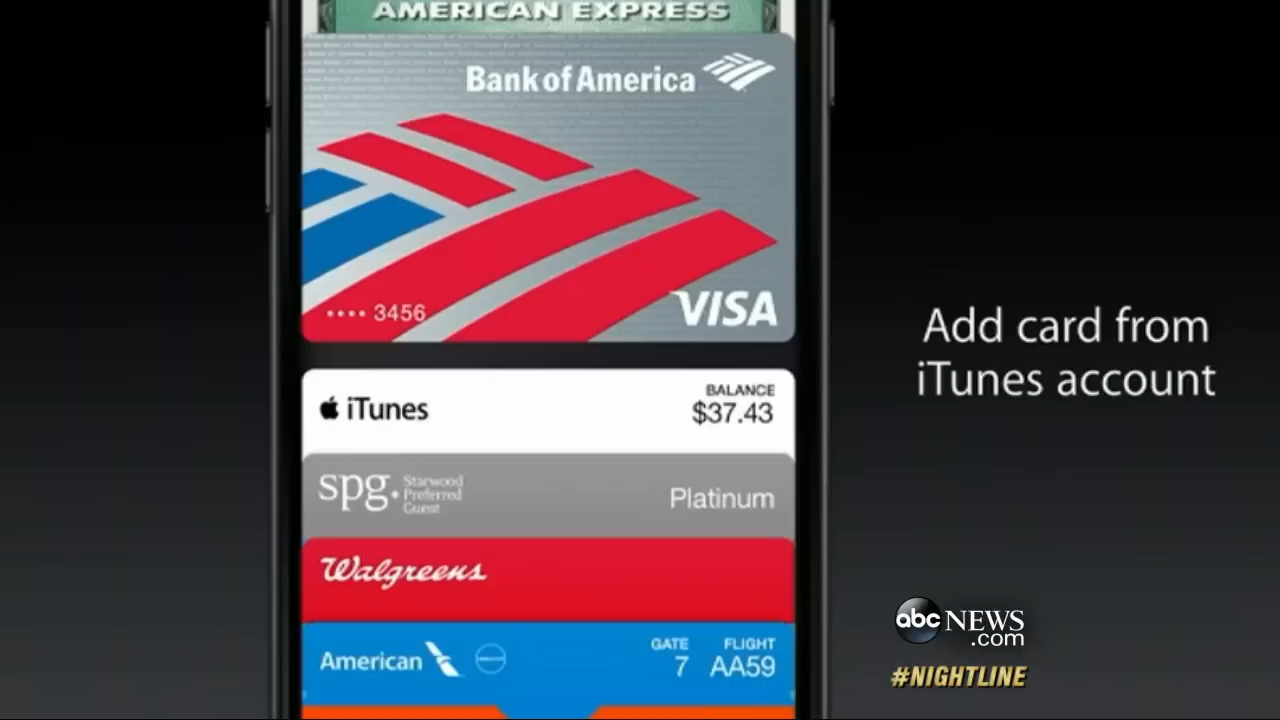 AMERICAN EXPRESS
Bank of America
•••• 3456
VISA
Add card from
iTunes account
iTunes
BALANCE
$37.43
spg.
Starwood
Preferred
Guest
Platinum
Walgreens
American
GATE
7
FLIGHT
AA59
abc NEWS
.com
#NIGHTLINE